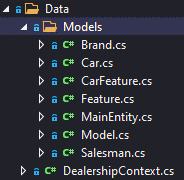 Data
Models
C# Brand.cs
C# Car.cs
C# CarFeature.cs
C# Feature.cs
C# MainEntity.cs
C# Model.cs
C# Salesman.cs
C# DealershipContext.cs